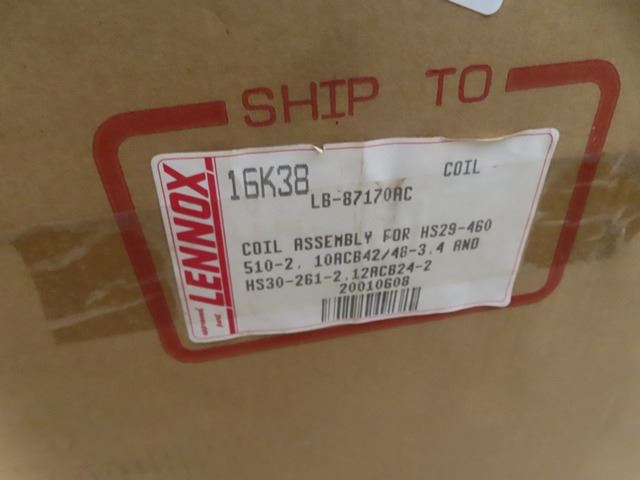 SHIP TO
LENNOX
16K38
COIL
LB-87170AC
COIL ASSEMBLY FOR HS29-460
510-2, 10ACB42/48-3,4 AND
HS30-261-2,12ACB24-2
20010608